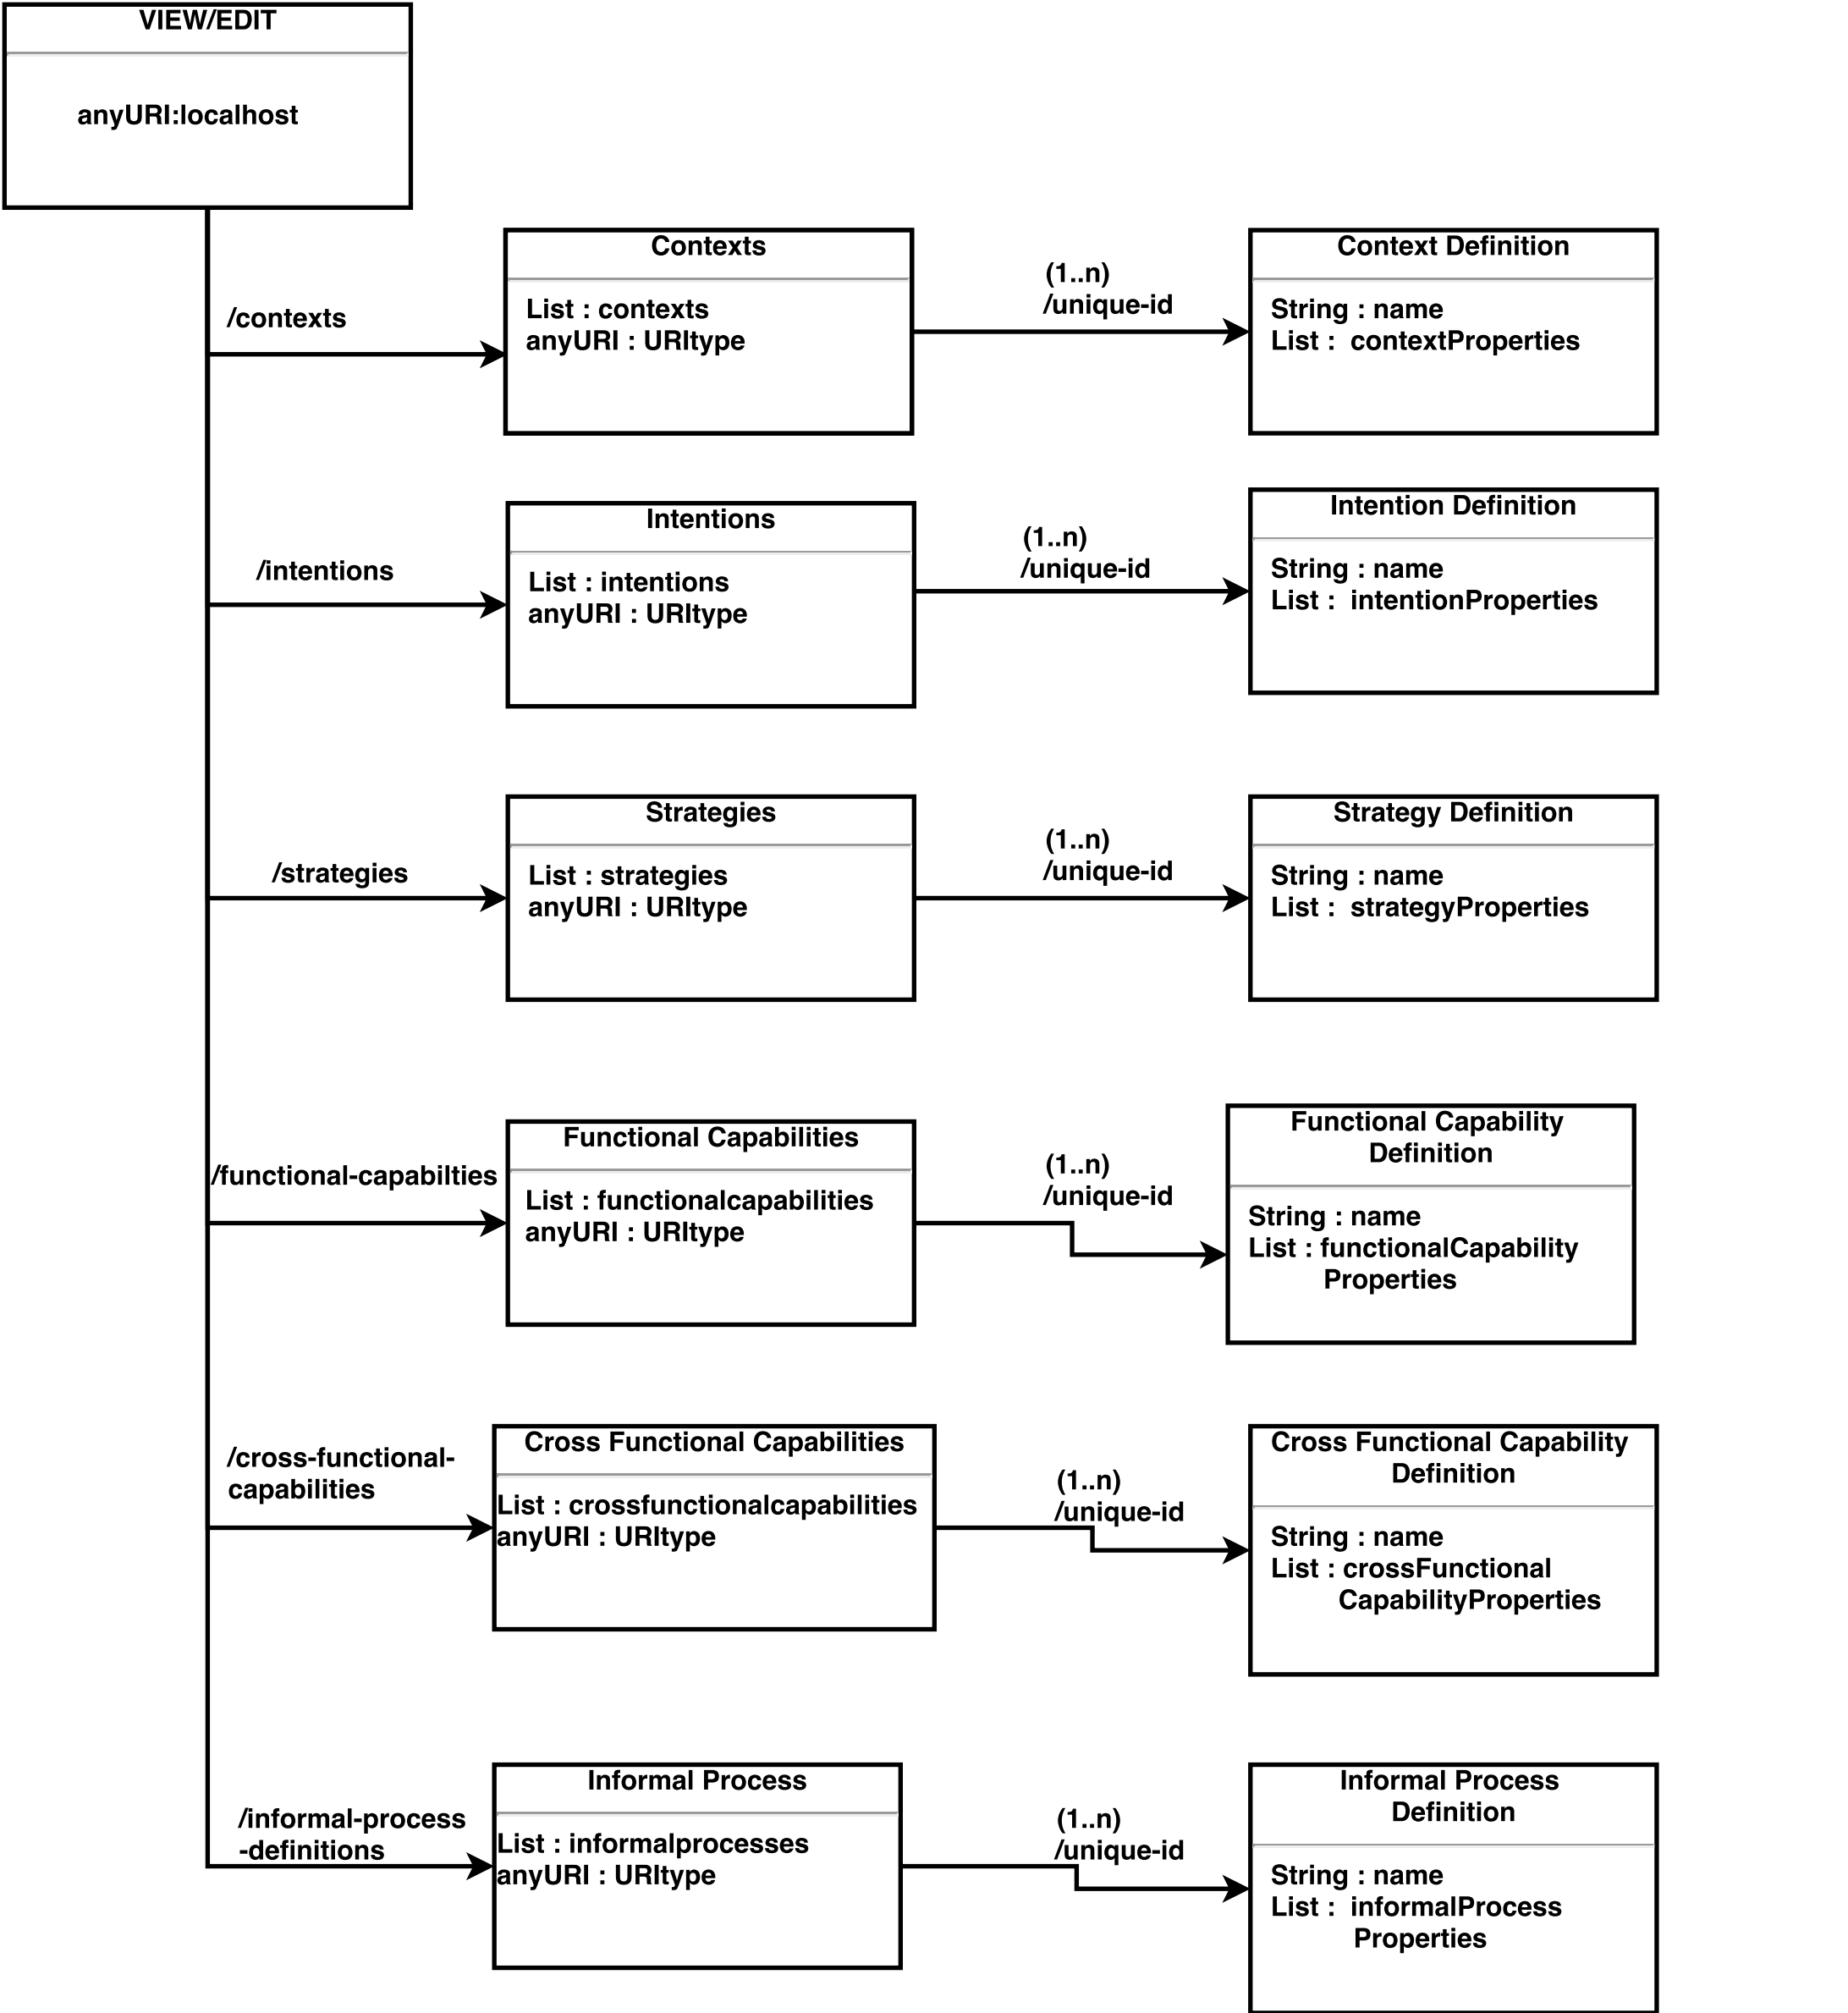 VIEW/EDIT
anyURI:localhost
/contexts
Contexts
List : contexts
anyURI : URItype
(1..n)
/unique-id
Context Definition
String : name
List :  contextProperties
/intentions
Intentions
List : intentions
anyURI : URItype
(1..n)
/unique-id
Intention Definition
String : name
List :  intentionProperties
/strategies
Strategies
List : strategies
anyURI : URItype
(1..n)
/unique-id
Strategy Definition
String : name
List :  strategyProperties
/functional-capabilties
Functional Capabilities
List : functionalcapabilities
anyURI : URItype
(1..n)
/unique-id
Functional Capability
Definition
String : name
List : functionalCapability
Properties
/cross-functional-
capabilities
Cross Functional Capabilities
List : crossfunctionalcapabilities
anyURI : URItype
(1..n)
/unique-id
Cross Functional Capability
Definition
String : name
List : crossFunctional
CapabilityProperties
/informal-process
-definitions
Informal Process
List : informalprocesses
anyURI : URItype
(1..n)
/unique-id
Informal Process
Definition
String : name
List :  informalProcess
Properties